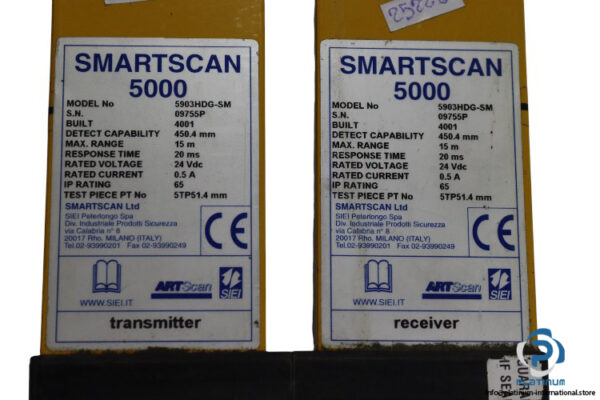 SMARTSCAN
5000
MODEL No 5903HDG-SM
S.N. 09755P
BUILT 4001
DETECT CAPABILITY 450.4 mm
MAX. RANGE 15 m
RESPONSE TIME 20 ms
RATED VOLTAGE 24 Vdc
RATED CURRENT 0.5 A
IP RATING 65
TEST PIECE PT No 5TP51.4 mm
SMARTSCAN Ltd
SIEI Peterlongo Spa
Div. Industriale Prodotti Sicurezza
via Calabria n° 8
20017 Rho. MILANO (ITALY)
Tel.02-93990201 Fax 02-93990249
CE
WWW.SIEI.IT
ARTScan
SIEI
transmitter
SMARTSCAN
5000
MODEL No 5903HDG-SM
S.N. 09755P
BUILT 4001
DETECT CAPABILITY 450.4 mm
MAX. RANGE 15 m
RESPONSE TIME 20 ms
RATED VOLTAGE 24 Vdc
RATED CURRENT 0.5 A
IP RATING 65
TEST PIECE PT No 5TP51.4 mm
SMARTSCAN Ltd
SIEI Peterlongo Spa
Div. Industriale Prodotti Sicurezza
via Calabria n° 8
20017 Rho. MILANO (ITALY)
Tel.02-93990201 Fax 02-93990249
CE
WWW.SIEI.IT
ARTScan
SIEI
receiver
PLATINUM
info@platinum-international.store